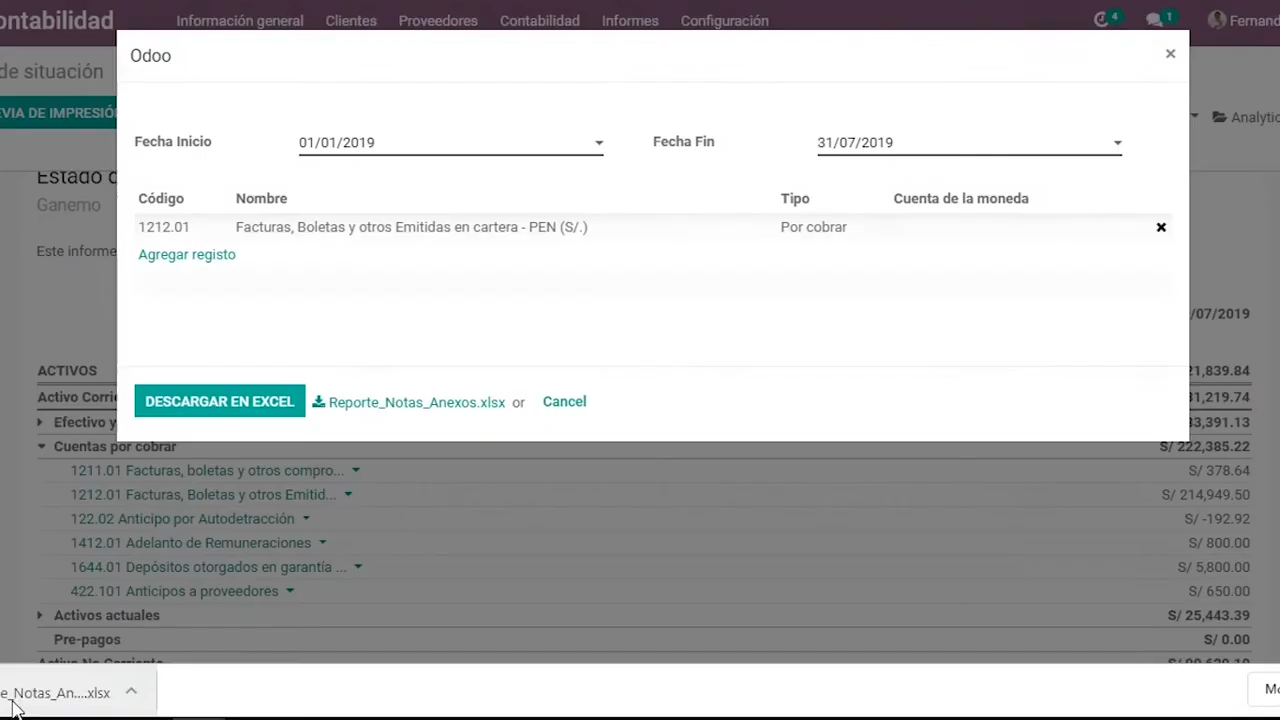 ontabilidad Información general Clientes Proveedores Contabilidad Informes Configuración 4 1 Fernand
Odoo ×
de situación
EVIA DE IMPRESIÓN Analytic
Fecha Inicio 01/01/2019 Fecha Fin 31/07/2019
Estado d
Ganemo
Código Nombre Tipo Cuenta de la moneda
1212.01 Facturas, Boletas y otros Emitidas en cartera - PEN (S/.) Por cobrar
Este informe Agregar registo
/07/2019
ACTIVOS 21,839.84
Activo Corrie 31,219.74
DESCARGAR EN EXCEL Reporte_Notas_Anexos.xlsx or Cancel
Efectivo y 33,391.13
Cuentas por cobrar S/ 222,385.22
1211.01 Facturas, boletas y otros compro... S/ 378.64
1212.01 Facturas, Boletas y otros Emitid... S/ 214,949.50
122.02 Anticipo por Autodetracción S/ -192.92
1412.01 Adelanto de Remuneraciones S/ 800.00
1644.01 Depósitos otorgados en garantía ... S/ 5,800.00
422.101 Anticipos a proveedores S/ 650.00
Activos actuales S/ 25,443.39
Pre-pagos S/ 0.00
Activo No Corriente
e_Notas_An....xlsx Mo